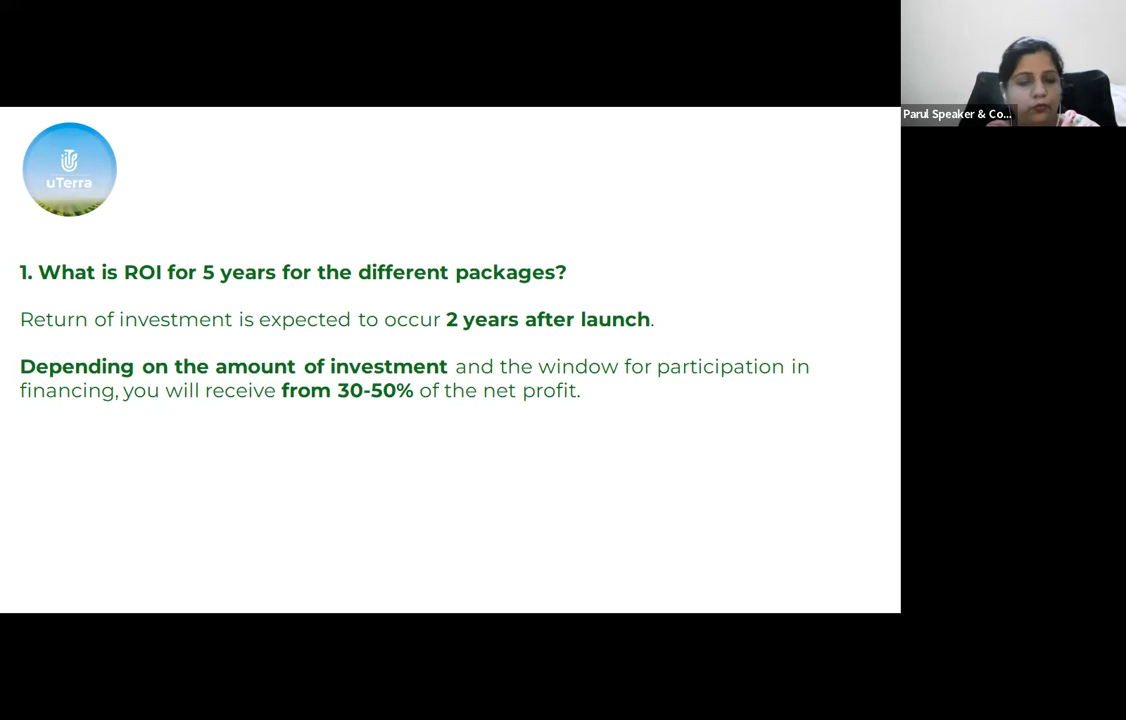 Parul Speaker & Co...
uTerra
1. What is ROI for 5 years for the different packages?
Return of investment is expected to occur 2 years after launch.
Depending on the amount of investment and the window for participation in
financing, you will receive from 30-50% of the net profit.